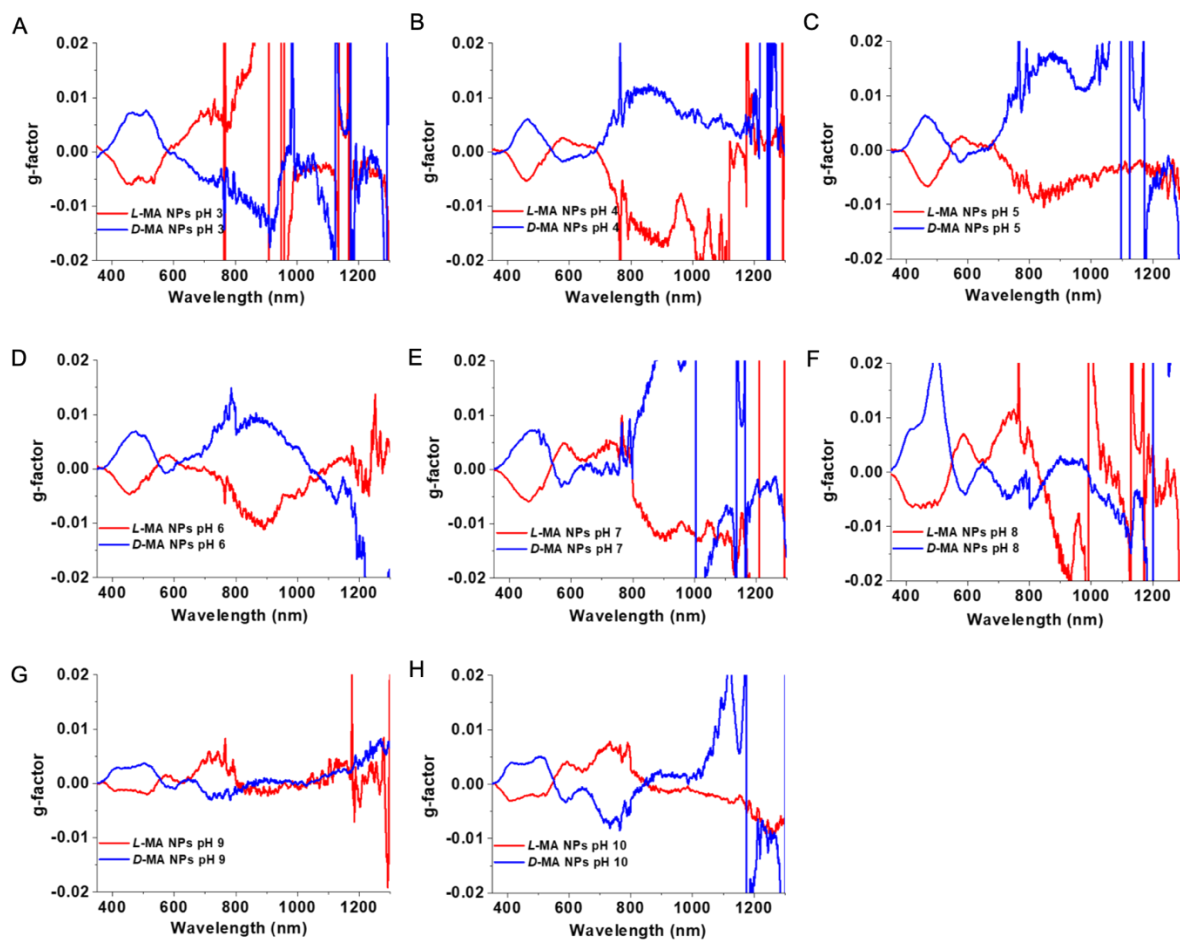 A
0.02
0.01
0.00
-0.01
-0.02
g-factor
L-MA NPs pH 3
D-MA NPs pH 3
400 600 800 1000 1200
Wavelength (nm)
B
0.02
0.01
0.00
-0.01
-0.02
g-factor
L-MA NPs pH 4
D-MA NPs pH 4
400 600 800 1000 1200
Wavelength (nm)
C
0.02
0.01
0.00
-0.01
-0.02
g-factor
L-MA NPs pH 5
D-MA NPs pH 5
400 600 800 1000 1200
Wavelength (nm)
D
0.02
0.01
0.00
-0.01
-0.02
g-factor
L-MA NPs pH 6
D-MA NPs pH 6
400 600 800 1000 1200
Wavelength (nm)
E
0.02
0.01
0.00
-0.01
-0.02
g-factor
L-MA NPs pH 7
D-MA NPs pH 7
400 600 800 1000 1200
Wavelength (nm)
F
0.02
0.01
0.00
-0.01
-0.02
g-factor
L-MA NPs pH 8
D-MA NPs pH 8
400 600 800 1000 1200
Wavelength (nm)
G
0.02
0.01
0.00
-0.01
-0.02
g-factor
L-MA NPs pH 9
D-MA NPs pH 9
400 600 800 1000 1200
Wavelength (nm)
H
0.02
0.01
0.00
-0.01
-0.02
g-factor
L-MA NPs pH 10
D-MA NPs pH 10
400 600 800 1000 1200
Wavelength (nm)